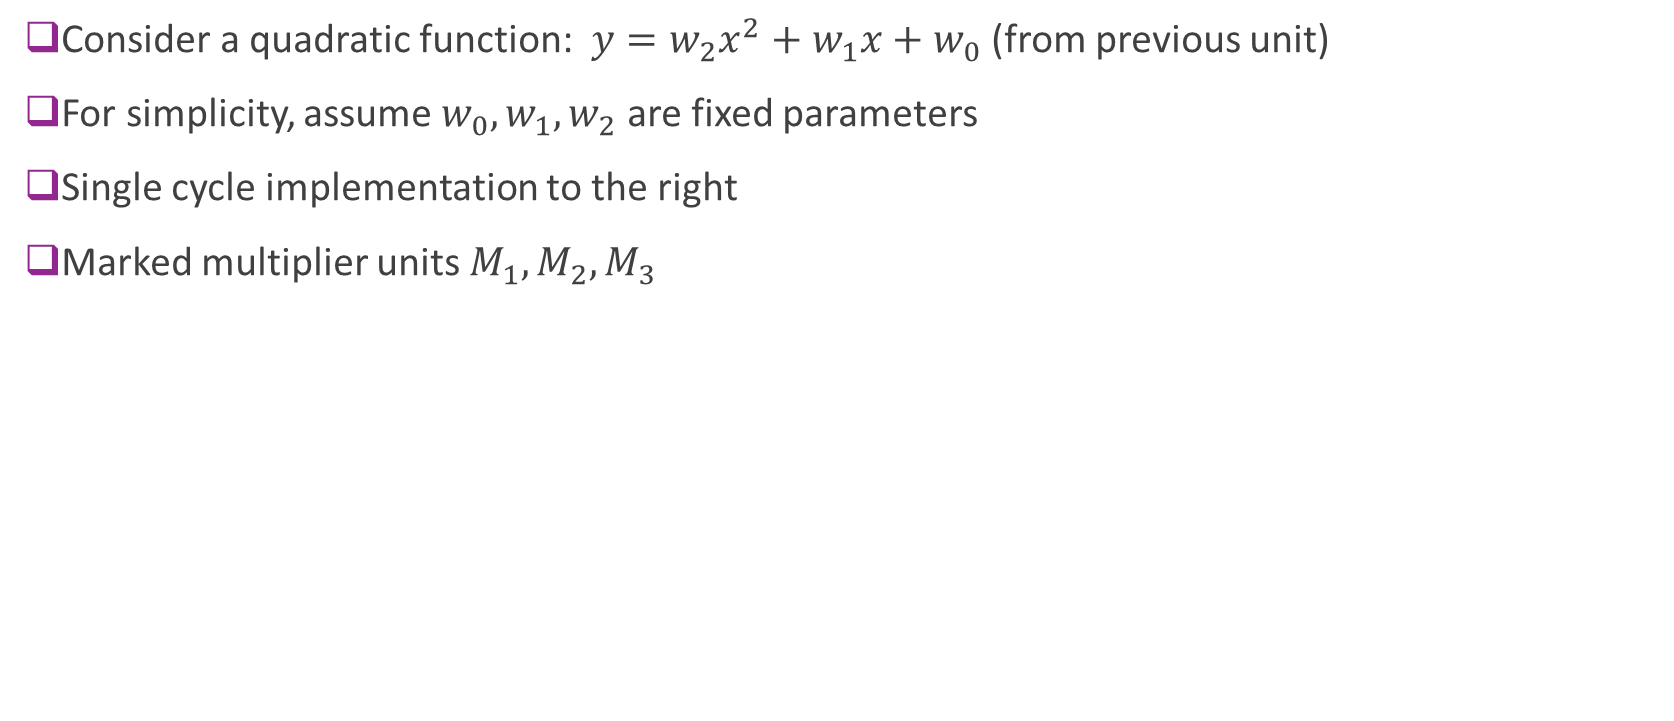 ❑Consider a quadratic function: y = w₂x² + w₁x + w₀ (from previous unit)
❑For simplicity, assume w₀, w₁, w₂ are fixed parameters
❑Single cycle implementation to the right
❑Marked multiplier units M₁, M₂, M₃